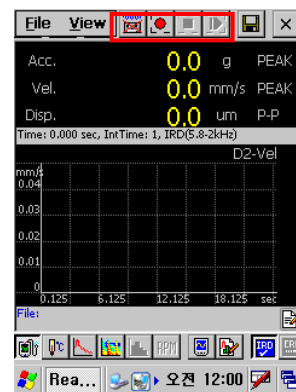 File View
Acc. 0.0 g PEAK
Vel. 0.0 mm/s PEAK
Disp. 0.0 um P-P
Time: 0.000 sec, IntTime: 1, IRD(5.8-2kHz)
D2-Vel
mm/s
0.04
0.03
0.02
0.01
0
0.125 6.125 12.125 18.125 sec
File:
RPM IRD ERD
Rea... 오전 12:00